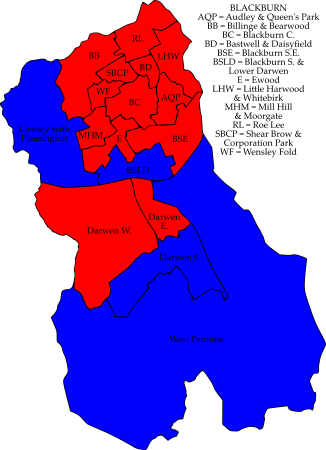 BLACKBURN
AQP = Audley & Queen's Park
BB = Billinge & Bearwood
BC = Blackburn C.
BD = Bastwell & Daisyfield
BSE = Blackburn S.E.
BSLD = Blackburn S. &
Lower Darwen
E = Ewood
LHW = Little Harwood
& Whitebirk
MHM = Mill Hill
& Moorgate
RL = Roe Lee
SBCP = Shear Brow &
Corporation Park
WF = Wensley Fold
RL
BB
LHW
BD
SBCP
WF
BC
AQP
Livesey with
Pleasington
MHM
E
BSE
BSLD
Darwen
E.
Darwen W.
Darwen S.
West Pennine